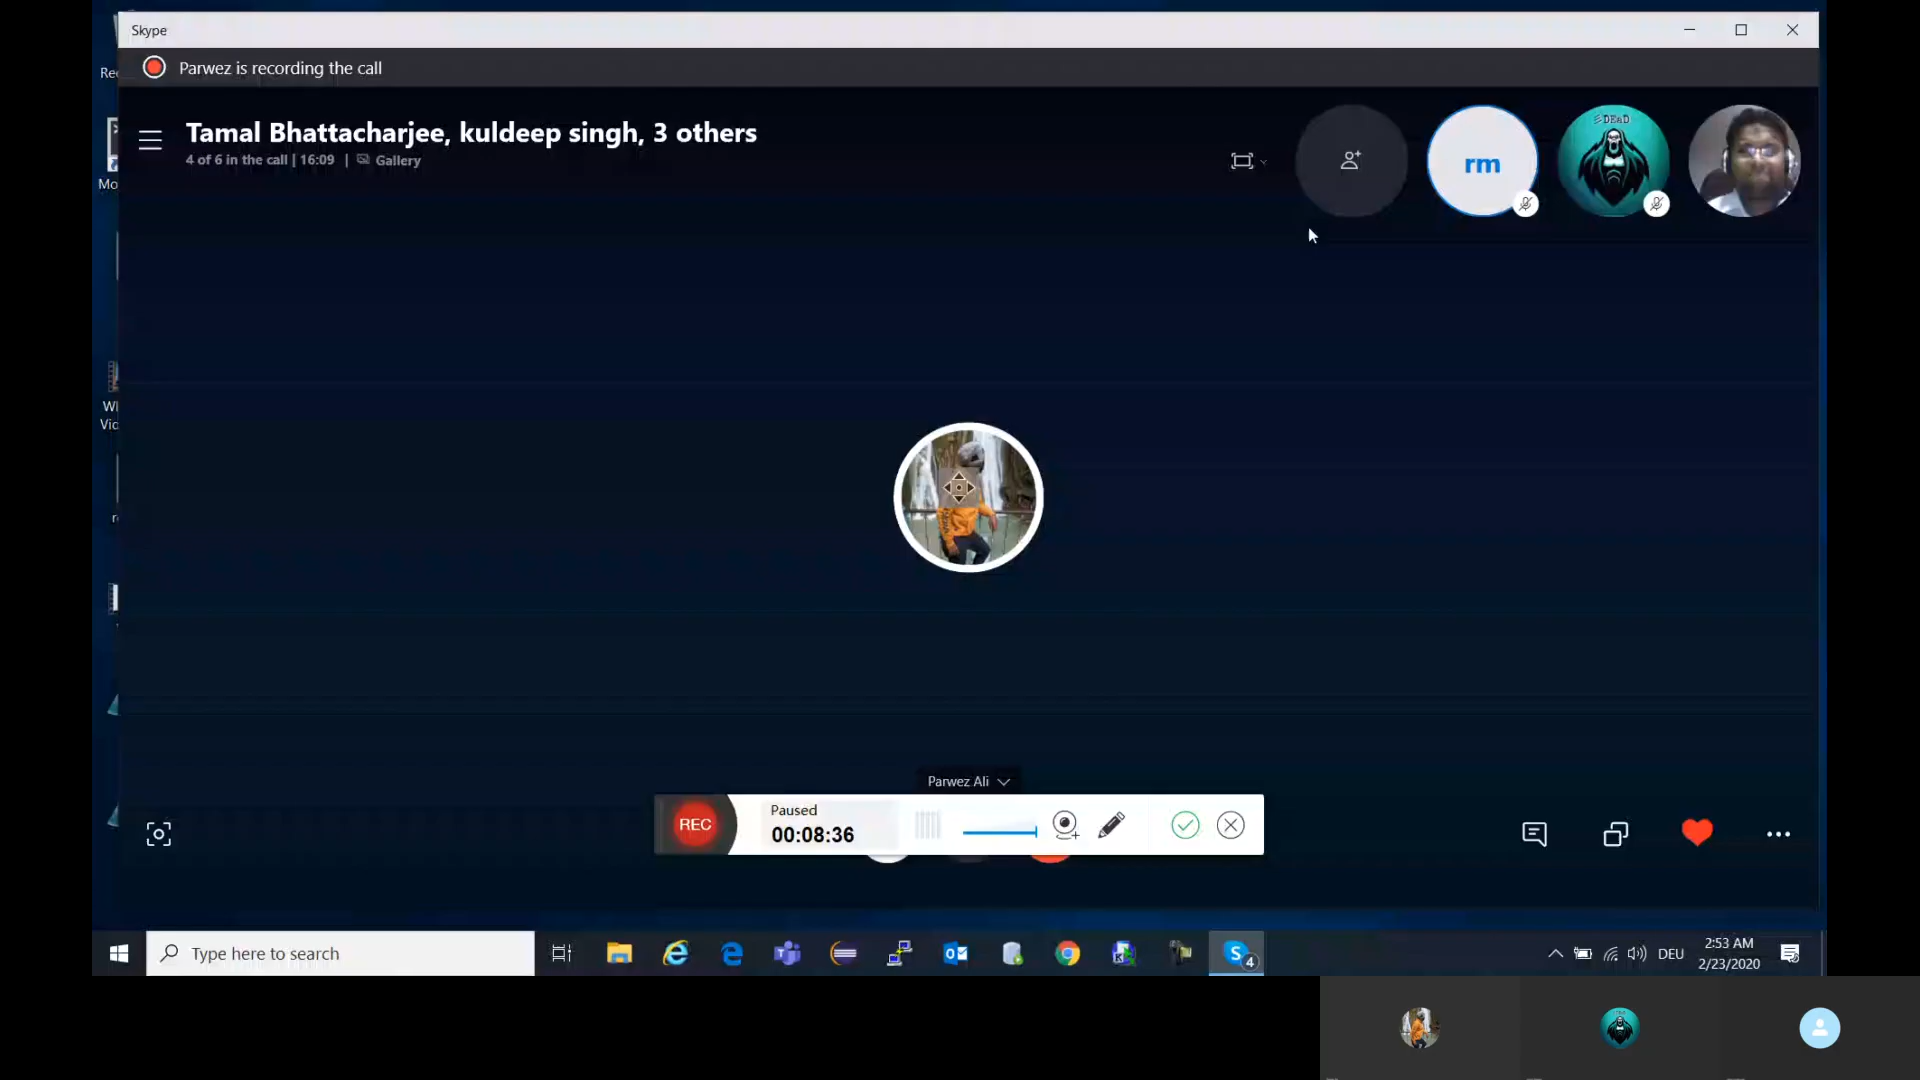 Skype
Parwez is recording the call
Tamal Bhattacharjee, kuldeep singh, 3 others
4 of 6 in the call | 16:09 | Gallery
rm
DEAD
Parwez Ali
REC
Paused
00:08:36
Type here to search
4
DEU
2:53 AM
2/23/2020